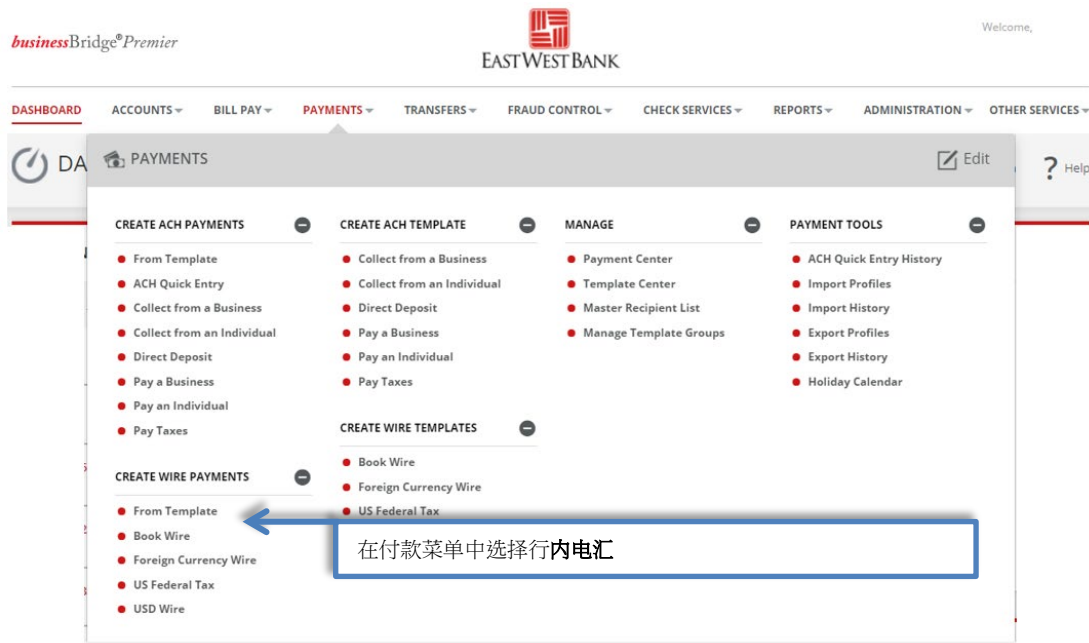 businessBridge®Premier
EASTWESTBANK
Welcome,
DASHBOARD ACCOUNTS BILL PAY PAYMENTS TRANSFERS FRAUD CONTROL CHECK SERVICES REPORTS ADMINISTRATION OTHER SERVICES
DA
PAYMENTS
Edit
? Help
CREATE ACH PAYMENTS
From Template
ACH Quick Entry
Collect from a Business
Collect from an Individual
Direct Deposit
Pay a Business
Pay an Individual
Pay Taxes
CREATE WIRE PAYMENTS
From Template
Book Wire
Foreign Currency Wire
US Federal Tax
USD Wire
CREATE ACH TEMPLATE
Collect from a Business
Collect from an Individual
Direct Deposit
Pay a Business
Pay an Individual
Pay Taxes
CREATE WIRE TEMPLATES
Book Wire
Foreign Currency Wire
US Federal Tax
MANAGE
Payment Center
Template Center
Master Recipient List
Manage Template Groups
PAYMENT TOOLS
ACH Quick Entry History
Import Profiles
Import History
Export Profiles
Export History
Holiday Calendar
在付款菜单中选择行内电汇